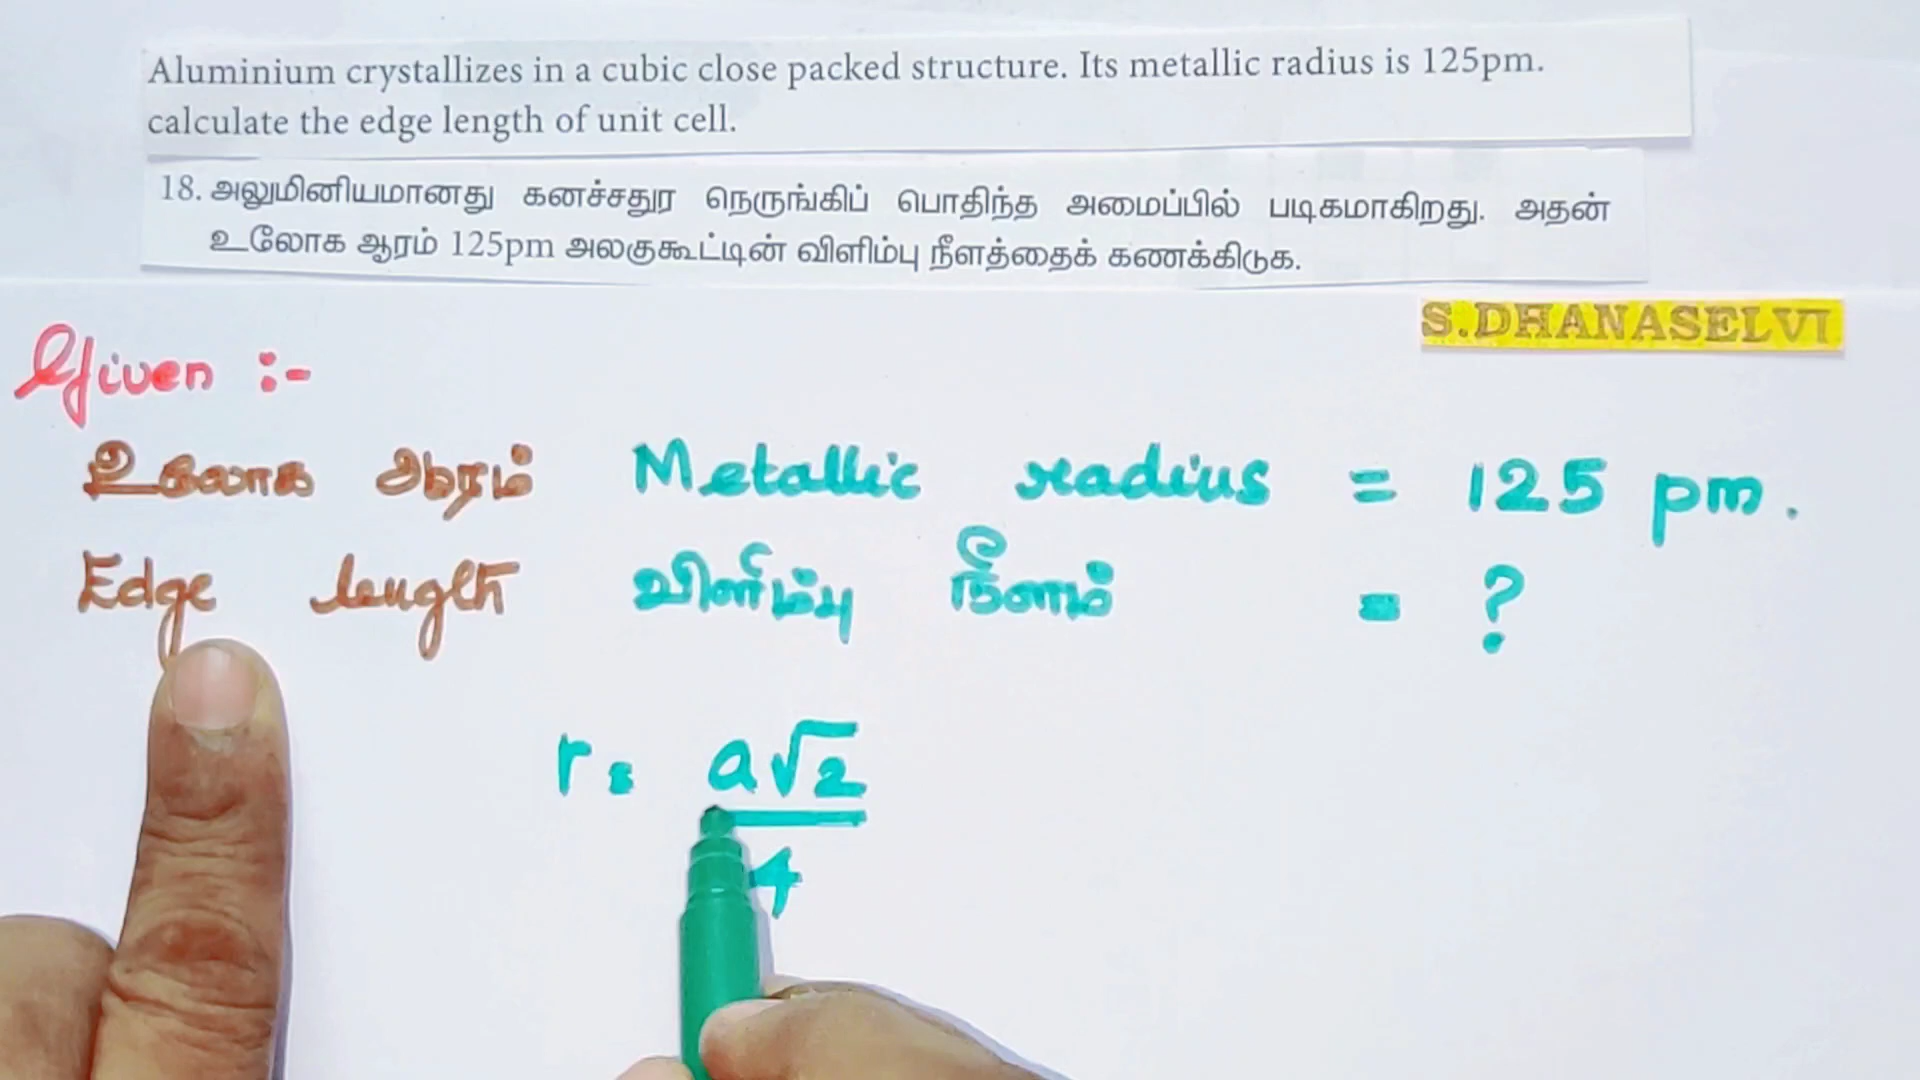 Aluminium crystallizes in a cubic close packed structure. Its metallic radius is 125pm.
calculate the edge length of unit cell.
18. அலுமினியமானது கனச்சதுர நெருங்கிப் பொதிந்த அமைப்பில் படிகமாகிறது. அதன்
உலோக ஆரம் 125pm அலகுகூட்டின் விளிம்பு நீளத்தைக் கணக்கிடுக.
S.DHANASELVI
Given :-
உலோக ஆரம் Metallic radius = 125 pm.
Edge length விளிம்பு நீளம் = ?
r = a√2
4